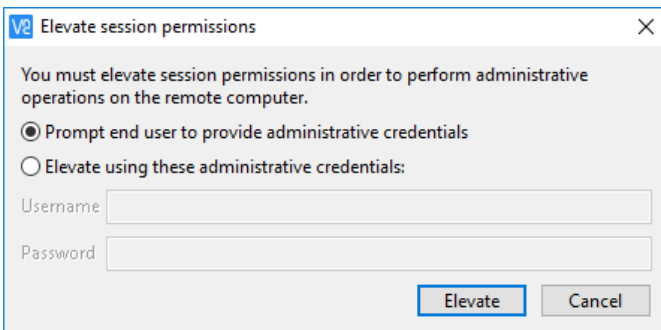 V2 Elevate session permissions
You must elevate session permissions in order to perform administrative
operations on the remote computer.
Prompt end user to provide administrative credentials
Elevate using these administrative credentials:
Username
Password
Elevate Cancel